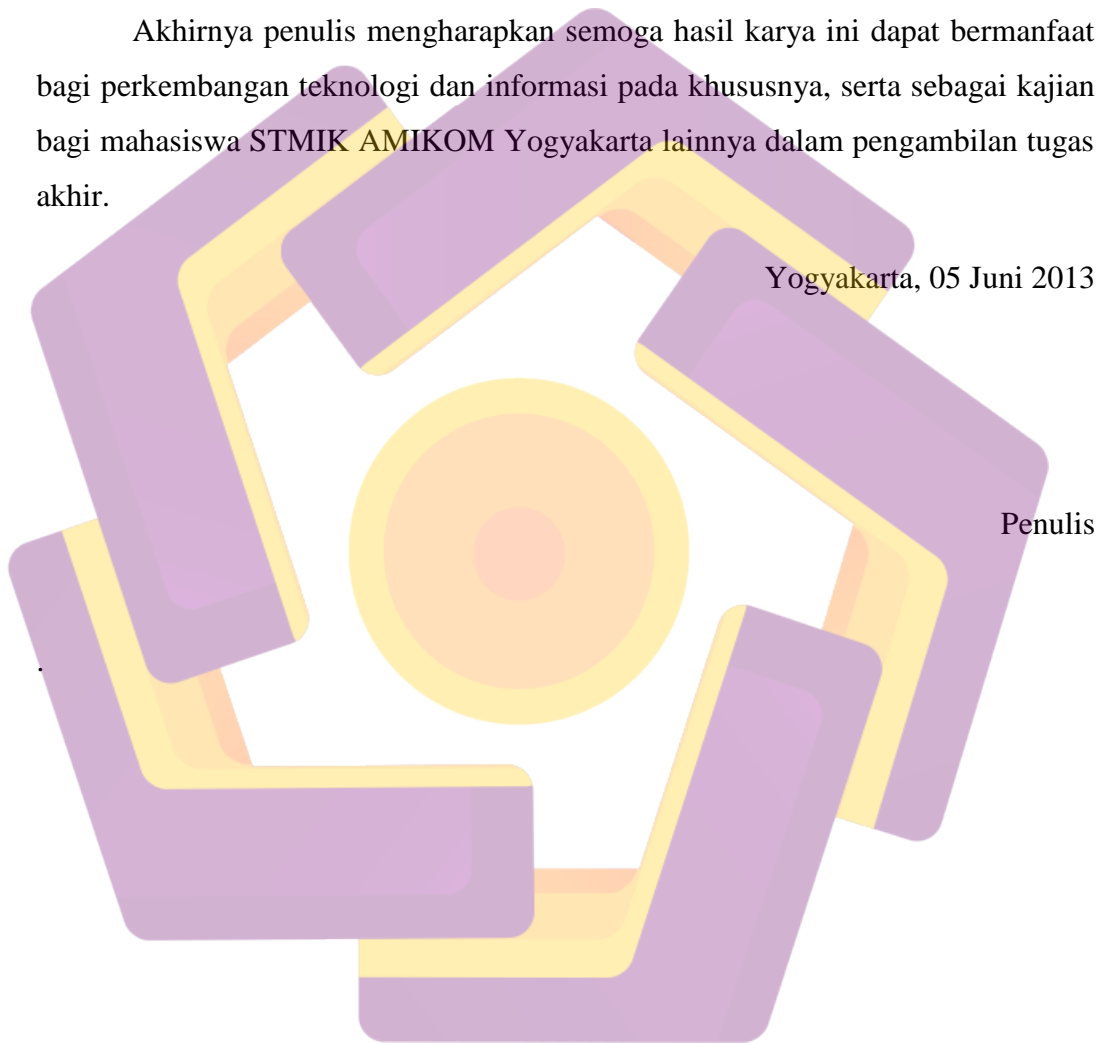 Akhirnya penulis mengharapkan semoga hasil karya ini dapat bermanfaat
bagi perkembangan teknologi dan informasi pada khususnya, serta sebagai kajian
bagi mahasiswa STMIK AMIKOM Yogyakarta lainnya dalam pengambilan tugas
akhir.
Yogyakarta, 05 Juni 2013
Penulis
.